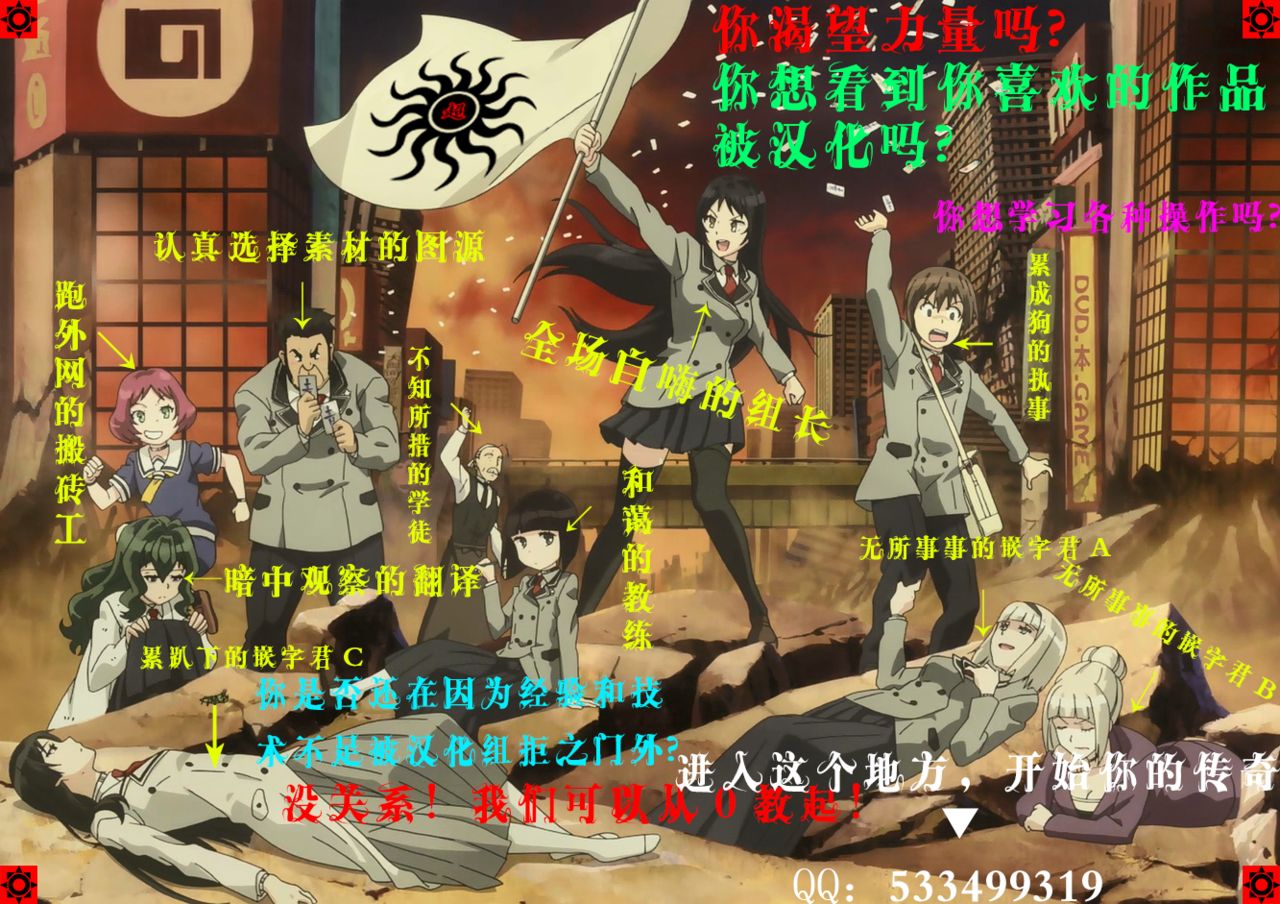 你渴望力量吗?
你想看到你喜欢的作品
被汉化吗?
你想学习各种操作吗?
认真选择素材的图源
跑外网的搬砖工
不知所措的学徒
全场自嗨的组长
累成狗的执事
DVD.本.GAME
和蔼的教练
无所事事的嵌字君 A
无所事事的嵌字君 B
←暗中观察的翻译
累趴下的嵌字君 C
你是否还在因为经验和技
术不足被汉化组拒之门外?
没关系！我们可以从 0 教起！
进入这个地方，开始你的传奇
QQ：533499319